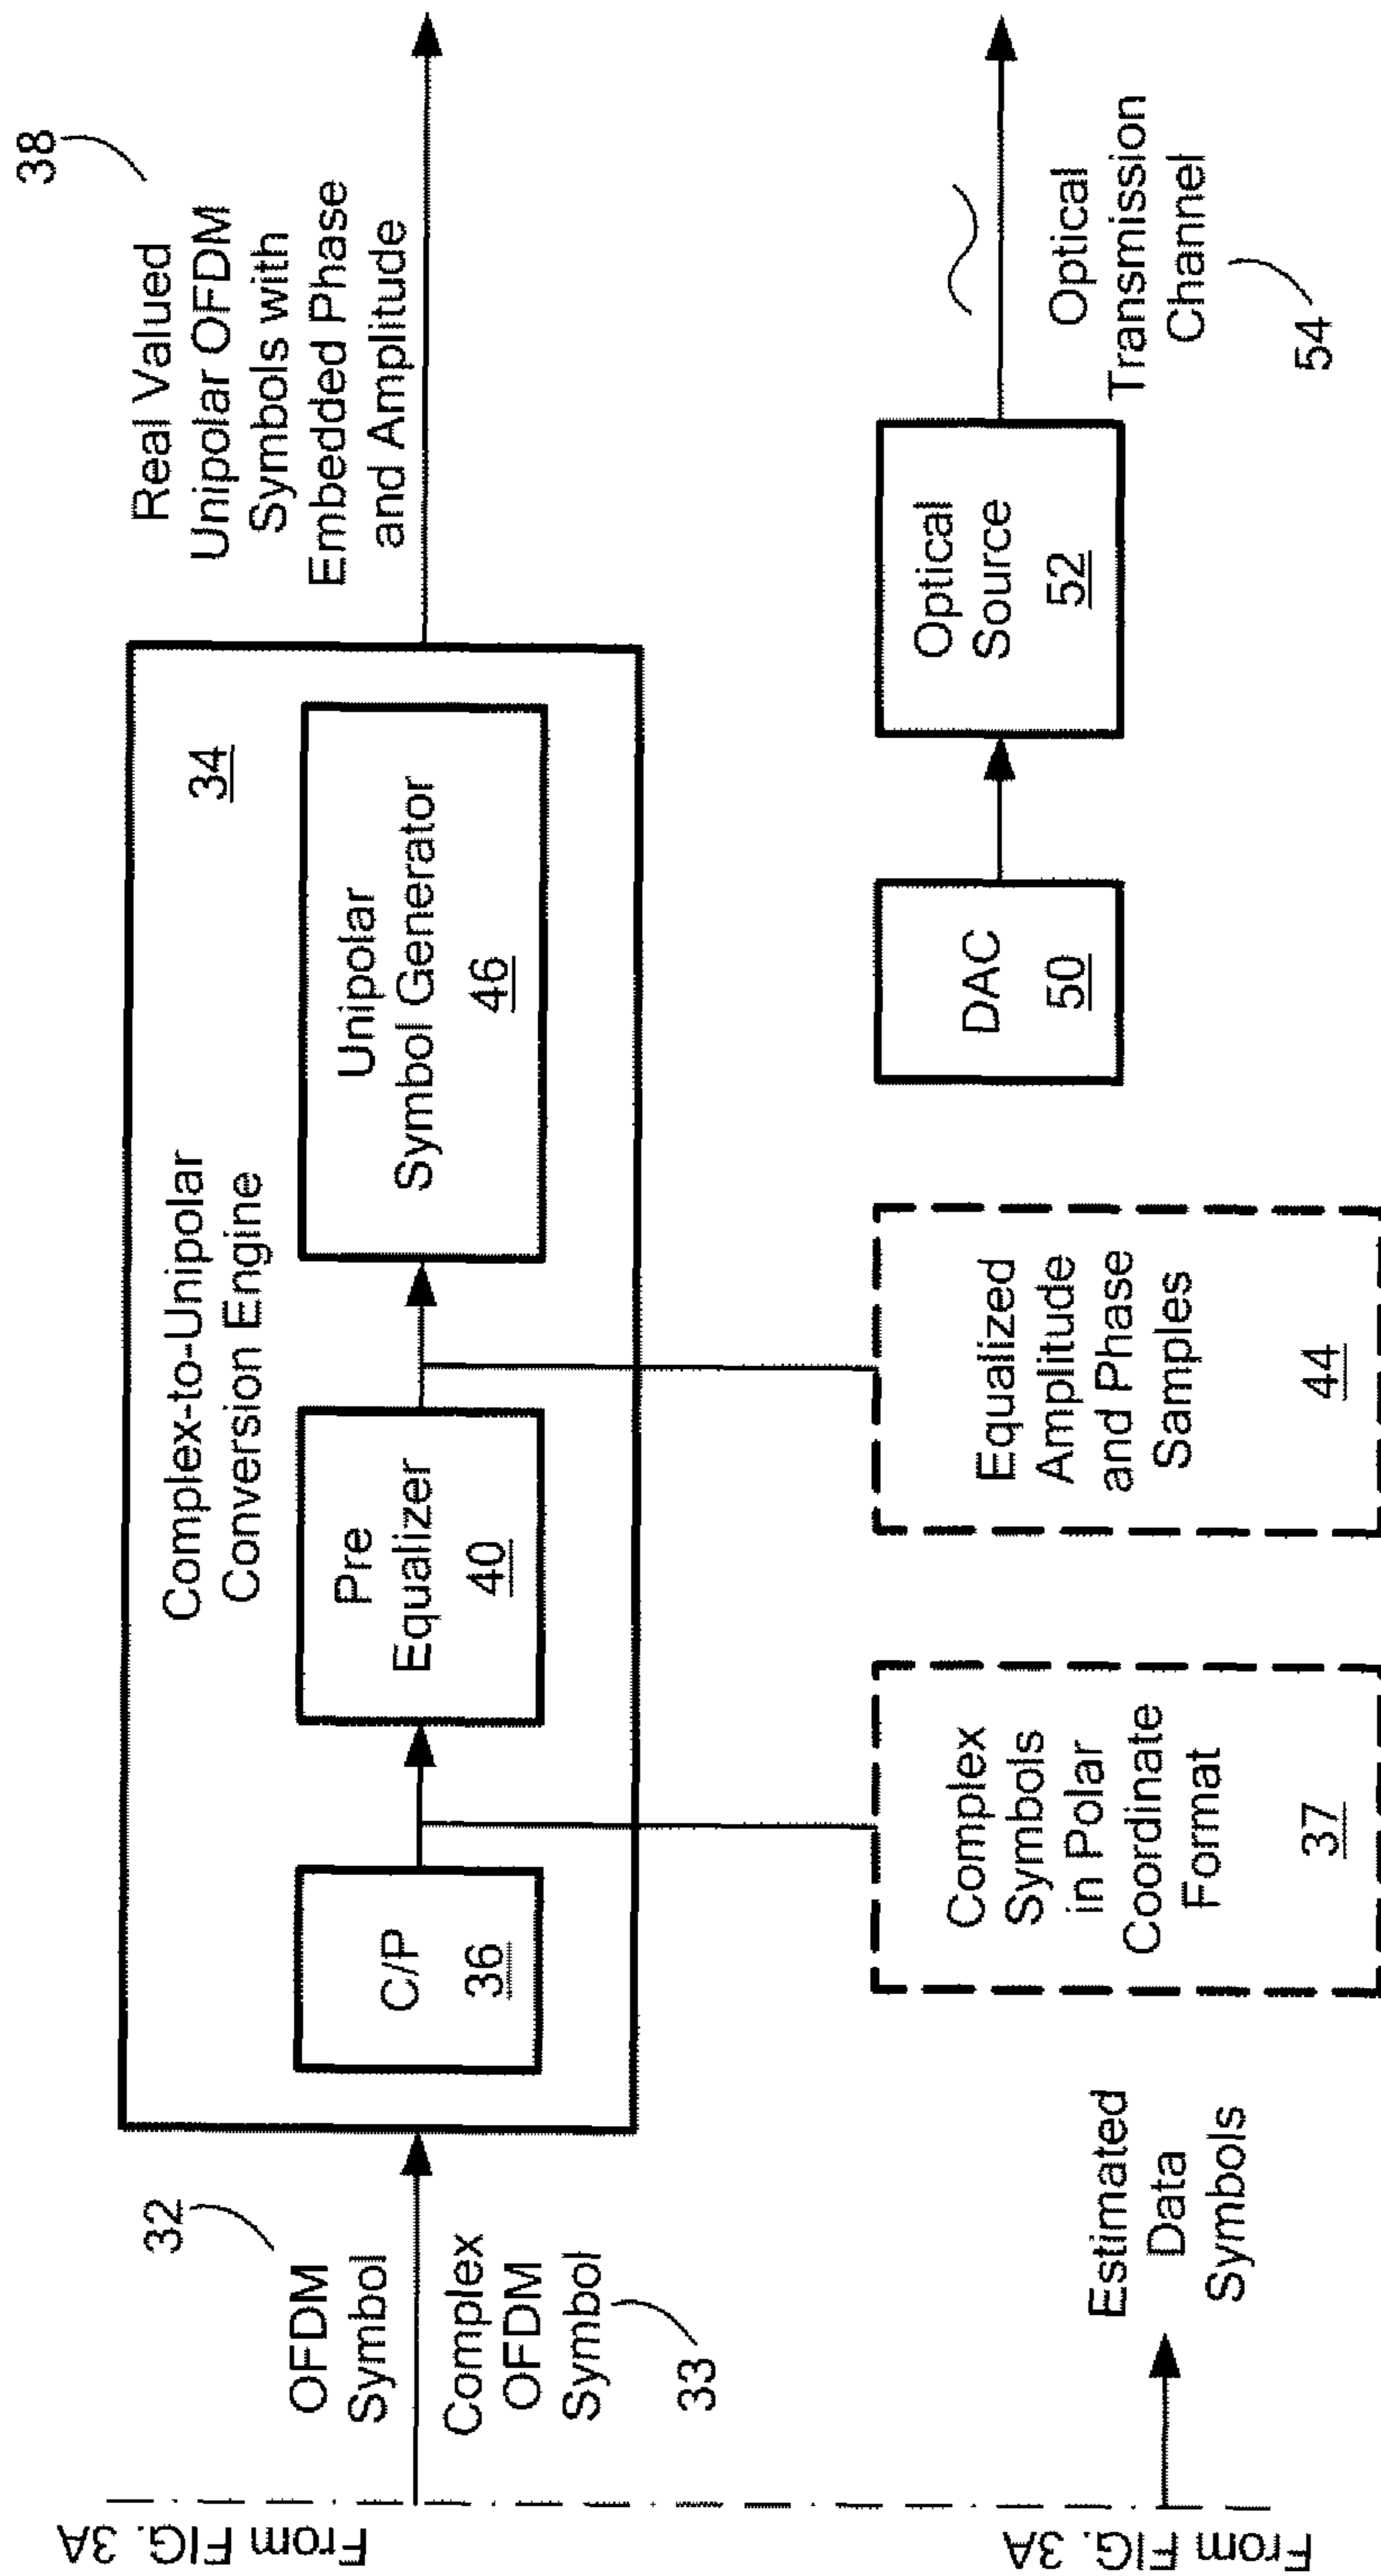 From FIG. 3A
32
OFDM
Symbol
Complex
OFDM
Symbol
33
Complex-to-Unipolar
Conversion Engine
34
C/P
36
Pre
Equalizer
40
Unipolar
Symbol Generator
46
Real Valued
Unipolar OFDM
Symbols with
Embedded Phase
and Amplitude
38
From FIG. 3A
Estimated
Data
Symbols
Complex
Symbols
in Polar
Coordinate
Format
37
Equalized
Amplitude
and Phase
Samples
44
DAC
50
Optical
Source
52
Optical
Transmission
Channel
54